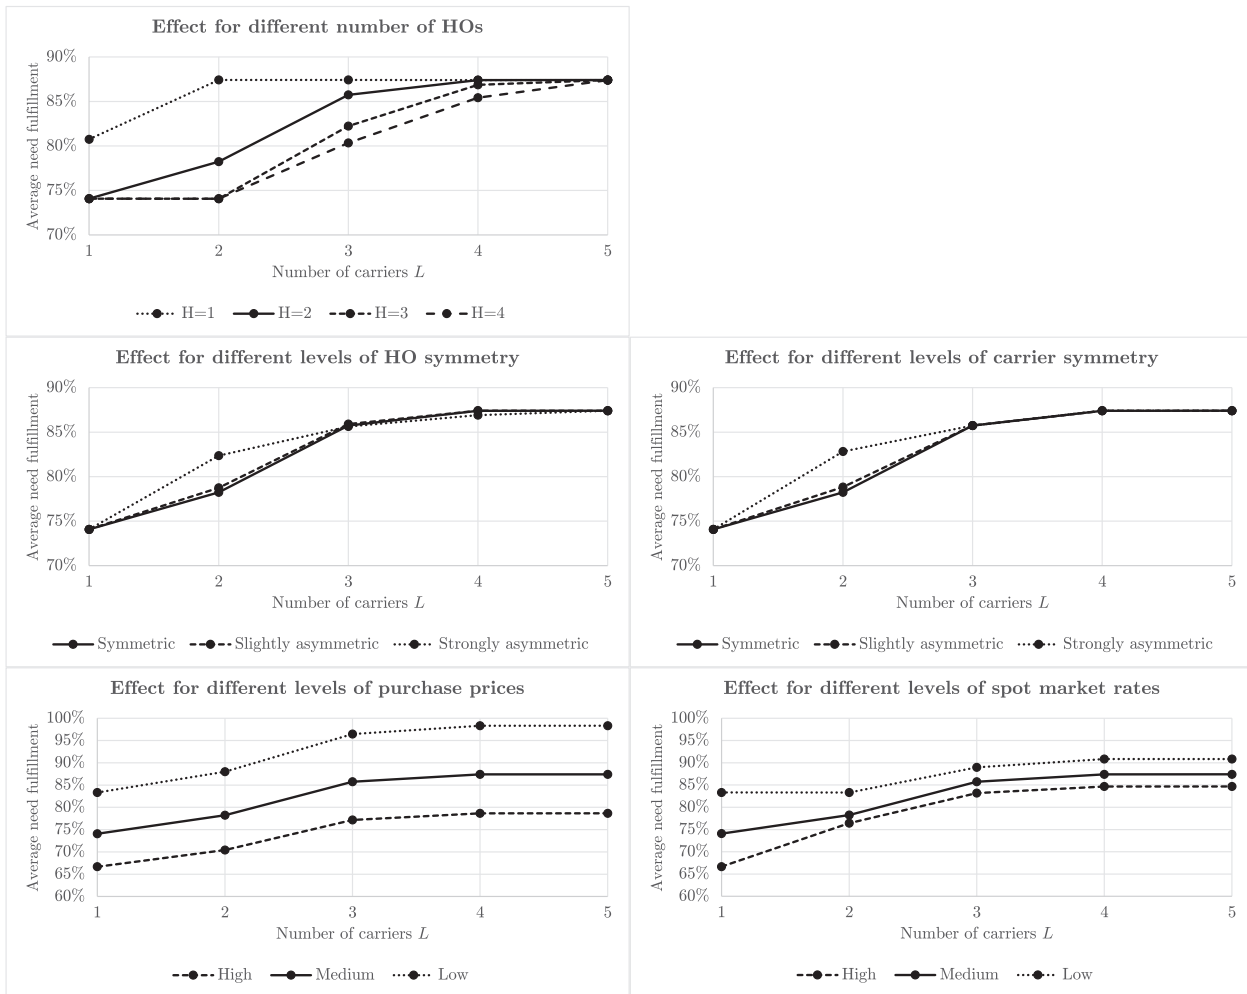 Effect for different number of HOs
Average need fulfillment
90%
85%
80%
75%
70%
1 2 3 4 5
Number of carriers L
H=1 H=2 H=3 H=4
Effect for different levels of HO symmetry
Average need fulfillment
90%
85%
80%
75%
70%
1 2 3 4 5
Number of carriers L
Symmetric Slightly asymmetric Strongly asymmetric
Effect for different levels of carrier symmetry
Average need fulfillment
90%
85%
80%
75%
70%
1 2 3 4 5
Number of carriers L
Symmetric Slightly asymmetric Strongly asymmetric
Effect for different levels of purchase prices
Average need fulfillment
100%
95%
90%
85%
80%
75%
70%
65%
60%
1 2 3 4 5
Number of carriers L
High Medium Low
Effect for different levels of spot market rates
Average need fulfillment
100%
95%
90%
85%
80%
75%
70%
65%
60%
1 2 3 4 5
Number of carriers L
High Medium Low